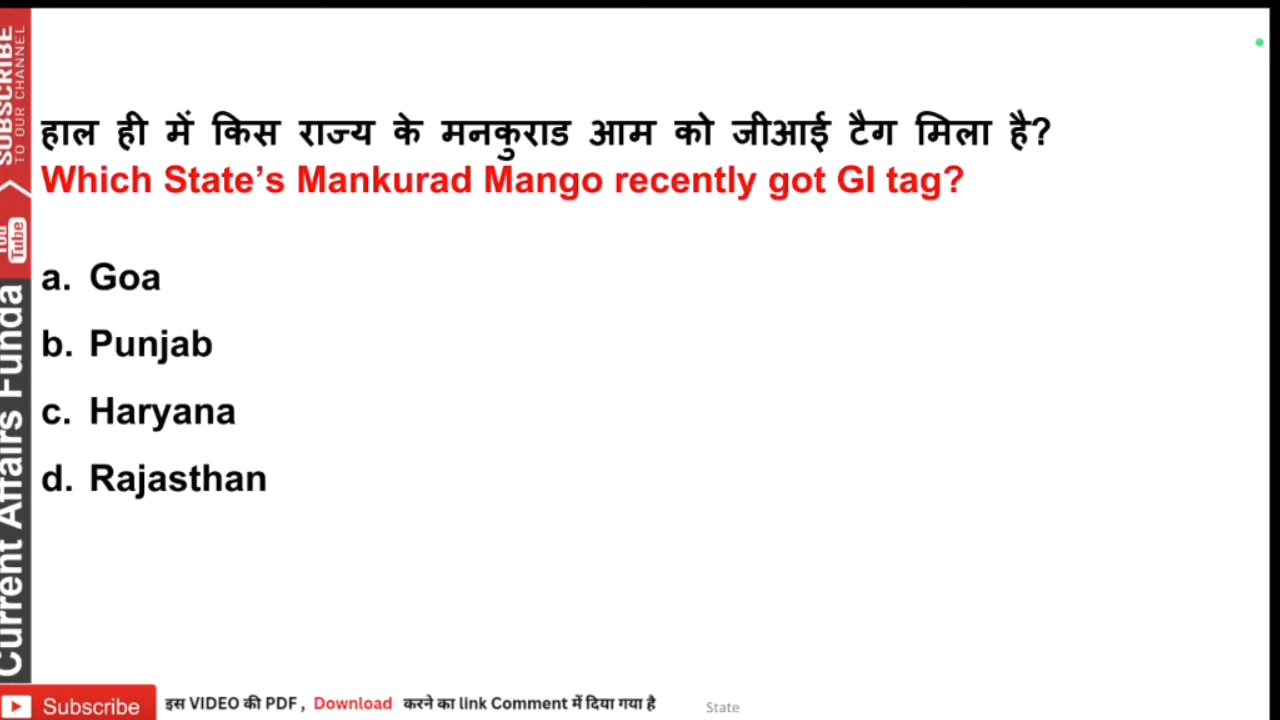 हाल ही में किस राज्य के मनकुराड आम को जीआई टैग मिला है?
Which State’s Mankurad Mango recently got GI tag?
a. Goa
b. Punjab
c. Haryana
d. Rajasthan
SUBSCRIBE
TO OUR CHANNEL
You Tube
Current Affairs Funda
Subscribe
इस VIDEO की PDF , Download करने का link Comment में दिया गया है
State